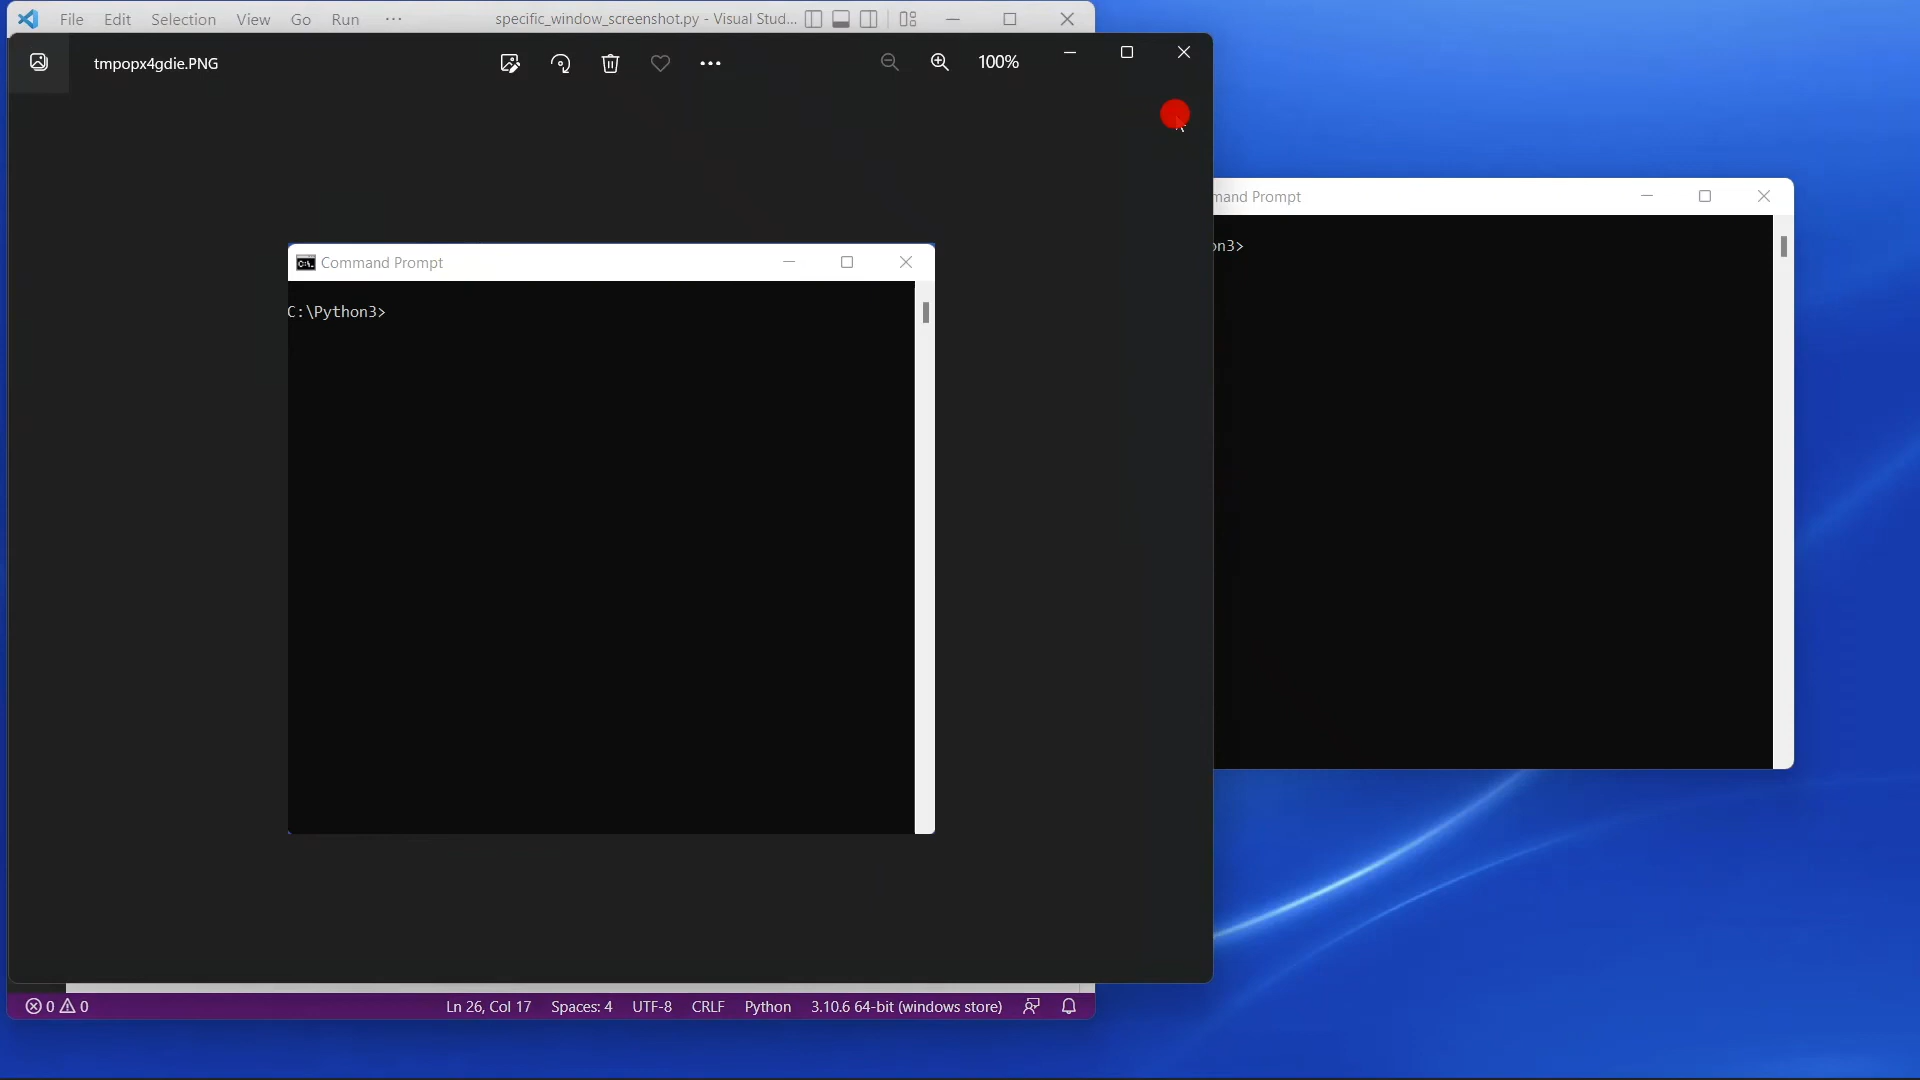 File Edit Selection View Go Run ··· specific_window_screenshot.py - Visual Stud...
tmpopx4gdie.PNG 100%
mand Prompt
on3>
Command Prompt
C:\Python3>
0 0 Ln 26, Col 17 Spaces: 4 UTF-8 CRLF Python 3.10.6 64-bit (windows store)